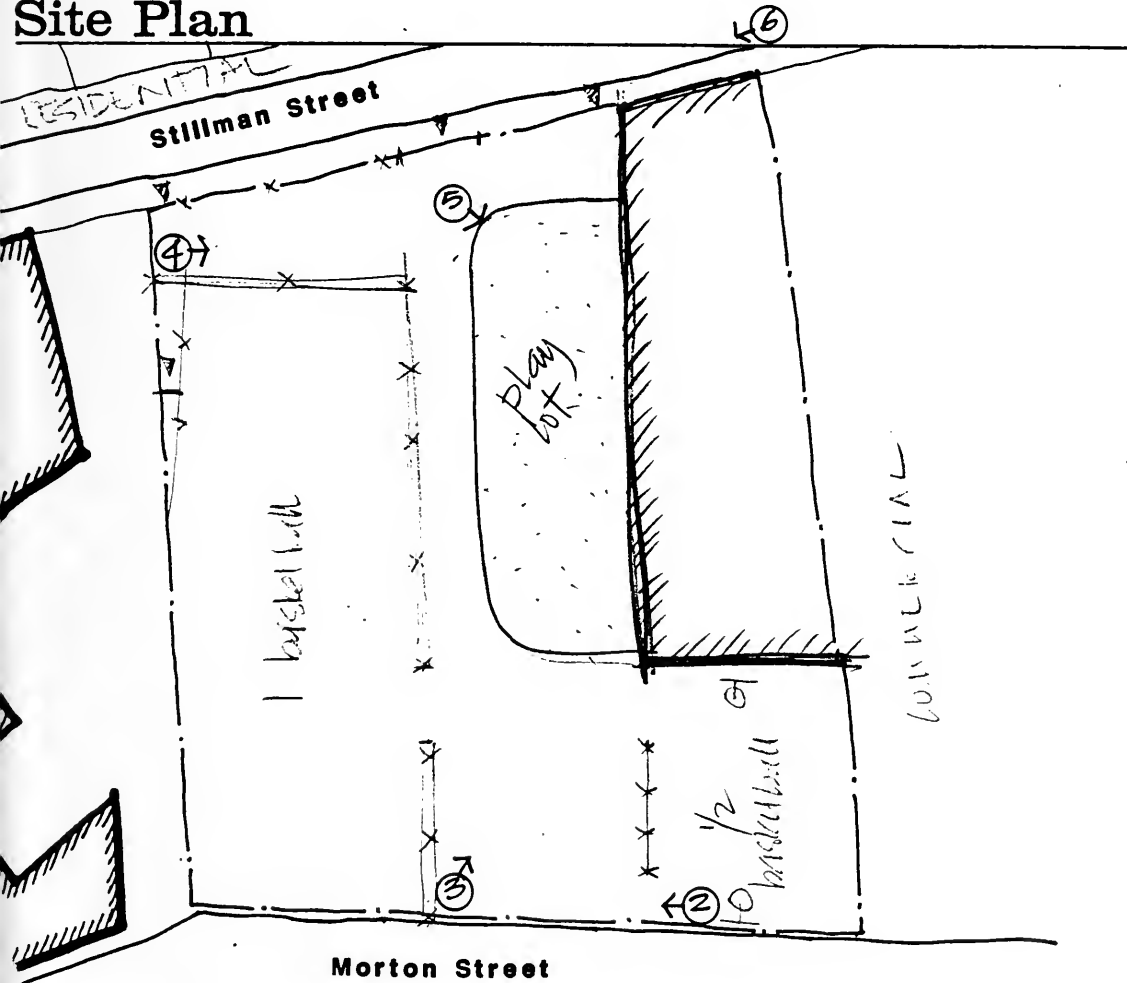 Site Plan
6
RESIDENTIAL
Stillman Street
5
4
play
lot
1 basketball
COMMERCIAL
1/2
basketball
3
2
Morton Street